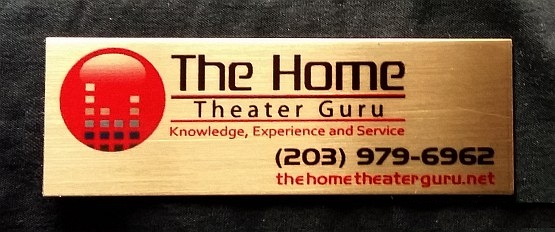 The Home
Theater Guru
Knowledge, Experience and Service
(203) 979-6962
thehometheaterguru.net